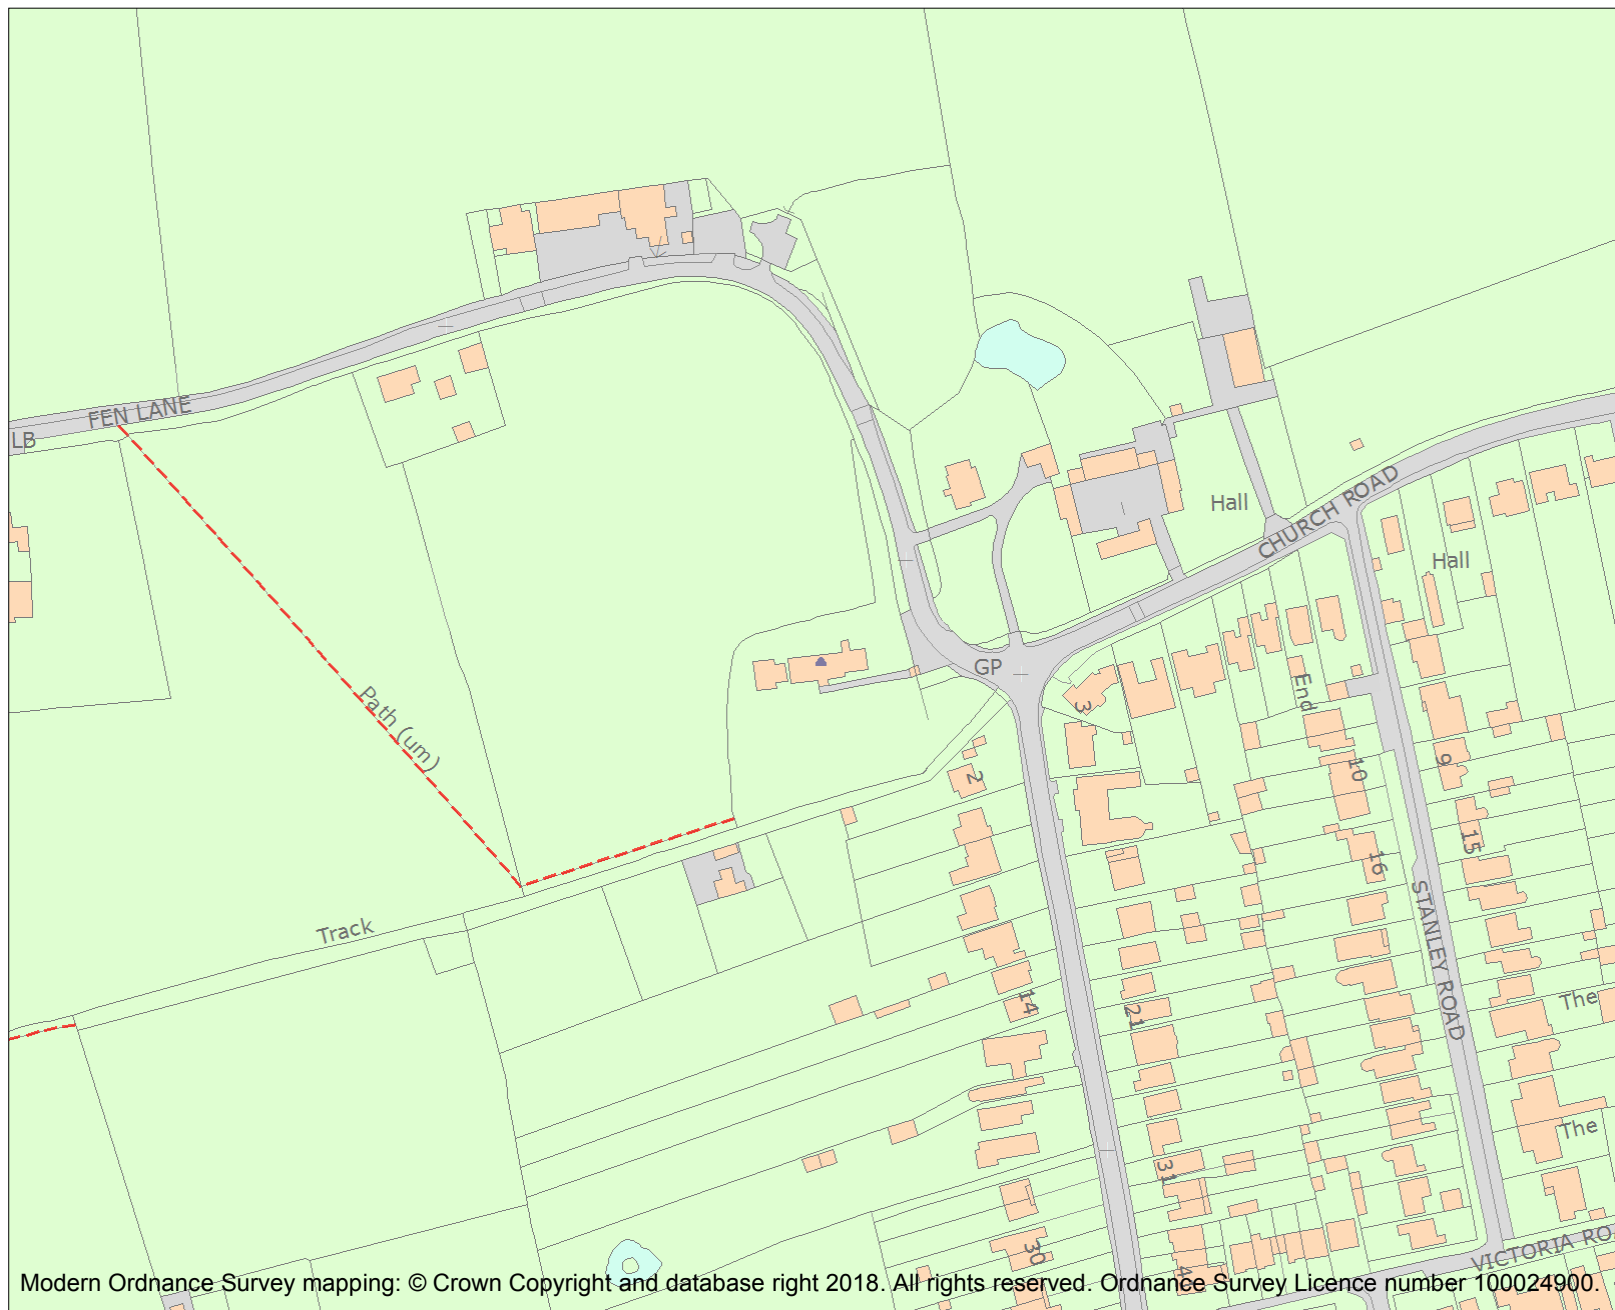 FEN LANE
LB
CHURCH ROAD
Hall
Hall
GP
3
End
Path (um)
2
10
9
15
16
Track
STANLEY ROAD
14
21
The
The
31
30
VICTORIA RO
Modern Ordnance Survey mapping: © Crown Copyright and database right 2018. All rights reserved. Ordnance Survey Licence number 100024900.